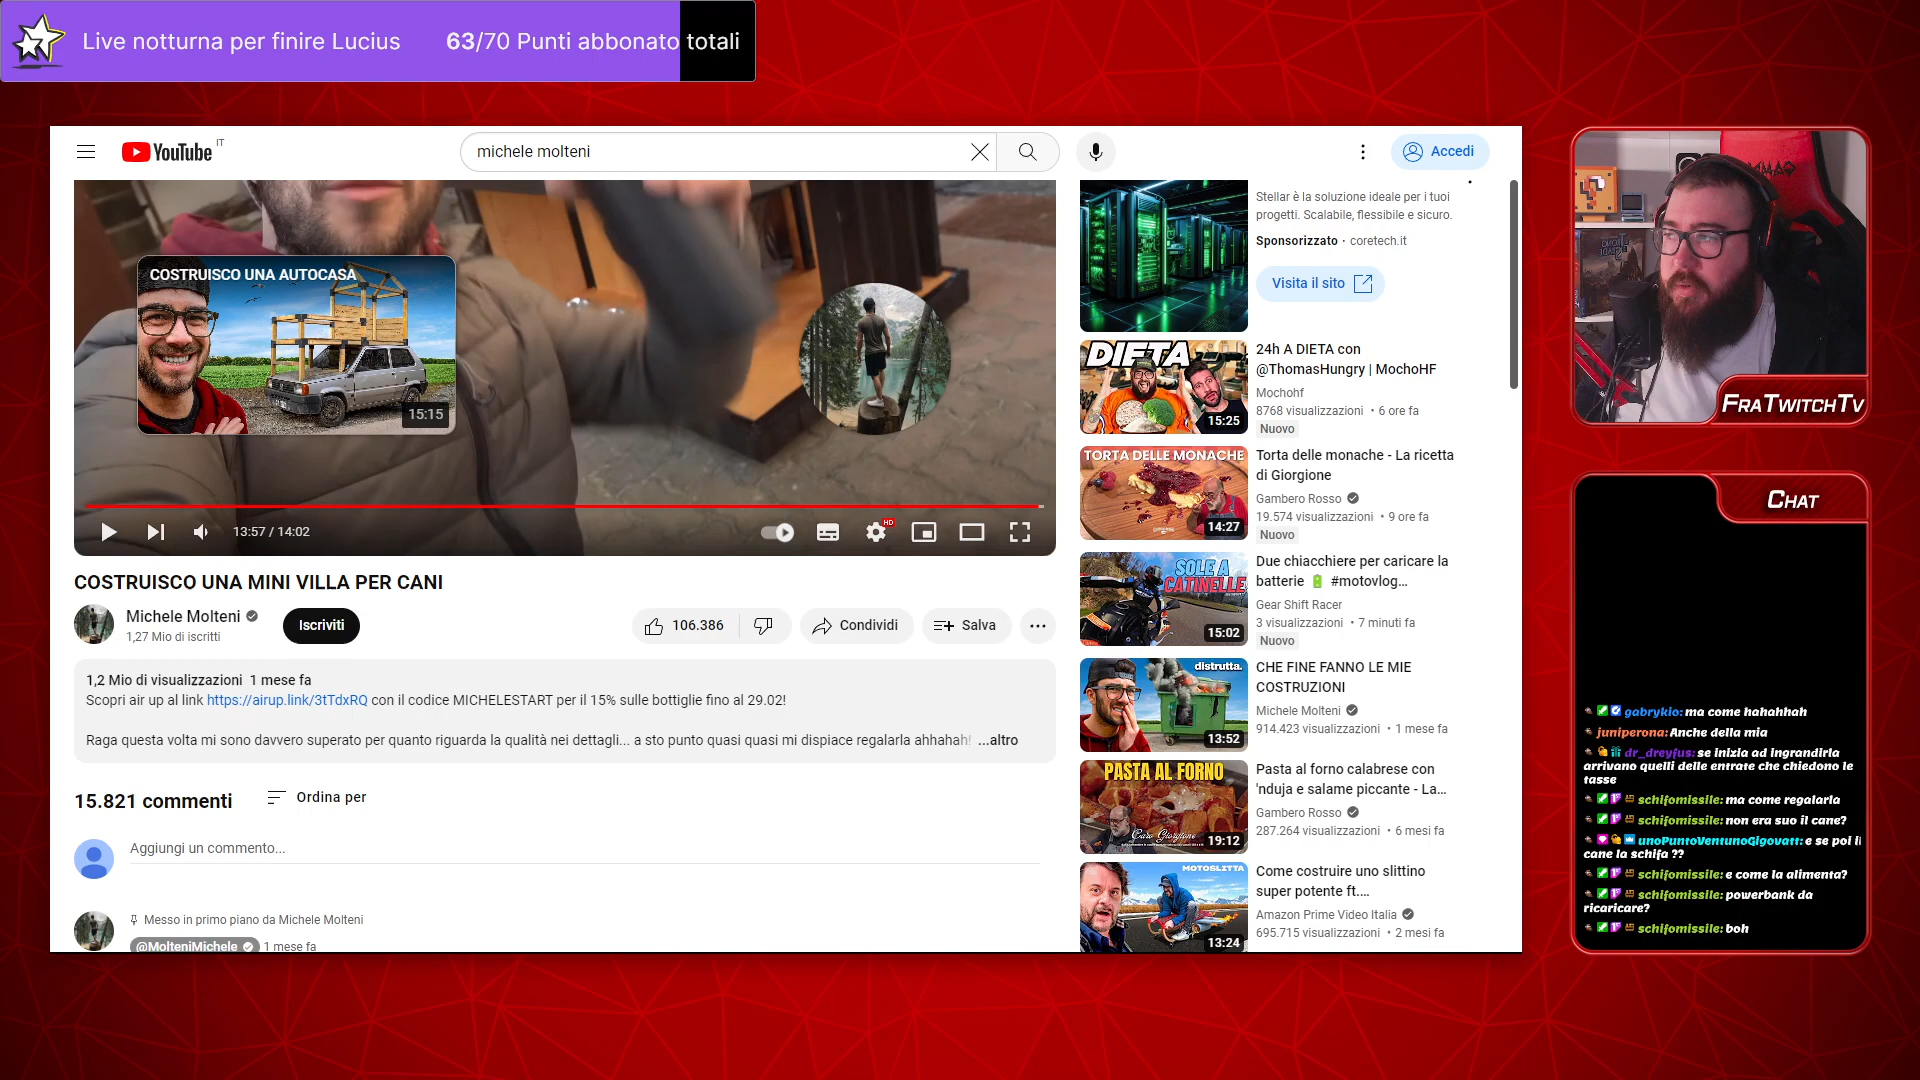 Live notturna per finire Lucius 63/70 Punti abbonato totali
YouTube IT
michele molteni
Accedi
COSTRUISCO UNA AUTOCASA
15:15
13:57 / 14:02
HD
COSTRUISCO UNA MINI VILLA PER CANI
Michele Molteni
1,27 Mio di iscritti
Iscriviti
106.386
Condividi
Salva
1,2 Mio di visualizzazioni 1 mese fa
Scopri air up al link https://airup.link/3tTdxRQ con il codice MICHELESTART per il 15% sulle bottiglie fino al 29.02!
Raga questa volta mi sono davvero superato per quanto riguarda la qualità nei dettagli... a sto punto quasi quasi mi dispiace regalarla ahhahah! ...altro
15.821 commenti
Ordina per
Aggiungi un commento...
Messo in primo piano da Michele Molteni
@MolteniMichele 1 mese fa
Stellar è la soluzione ideale per i tuoi
progetti. Scalabile, flessibile e sicuro.
Sponsorizzato · coretech.it
Visita il sito
DIETA
15:25
24h A DIETA con
@ThomasHungry | MochoHF
Mochohf
8768 visualizzazioni • 6 ore fa
Nuovo
TORTA DELLE MONACHE
14:27
Torta delle monache - La ricetta
di Giorgione
Gambero Rosso
19.574 visualizzazioni • 9 ore fa
Nuovo
SOLE A
CATINELLE
15:02
Due chiacchiere per caricare la
batterie 🔋 #motovlog...
Gear Shift Racer
3 visualizzazioni • 7 minuti fa
Nuovo
distrutta.
13:52
CHE FINE FANNO LE MIE
COSTRUZIONI
Michele Molteni
914.423 visualizzazioni • 1 mese fa
PASTA AL FORNO
Caro Giorgione
19:12
Pasta al forno calabrese con
'nduja e salame piccante - La...
Gambero Rosso
287.264 visualizzazioni • 6 mesi fa
MOTOSLITTA
13:24
Come costruire uno slittino
super potente ft....
Amazon Prime Video Italia
695.715 visualizzazioni • 2 mesi fa
FRATWITCHTV
CHAT
gabrykio: ma come hahahhah
juniperona: Anche della mia
dr_dreyfus: se inizia ad ingrandirla
arrivano quelli delle entrate che chiedono le
tasse
schifomissile: ma come regalarla
schifomissile: non era suo il cane?
unoPuntoVentunoGigovatt: e se poi il
cane la schifa ??
schifomissile: e come la alimenta?
schifomissile: powerbank da
ricaricare?
schifomissile: boh